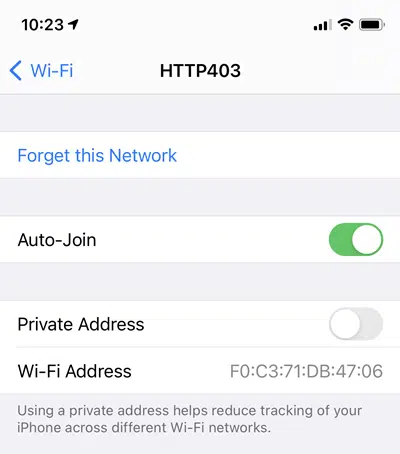 10:23
Wi-Fi
HTTP403
Forget this Network
Auto-Join
Private Address
Wi-Fi Address F0:C3:71:DB:47:06
Using a private address helps reduce tracking of your
iPhone across different Wi-Fi networks.